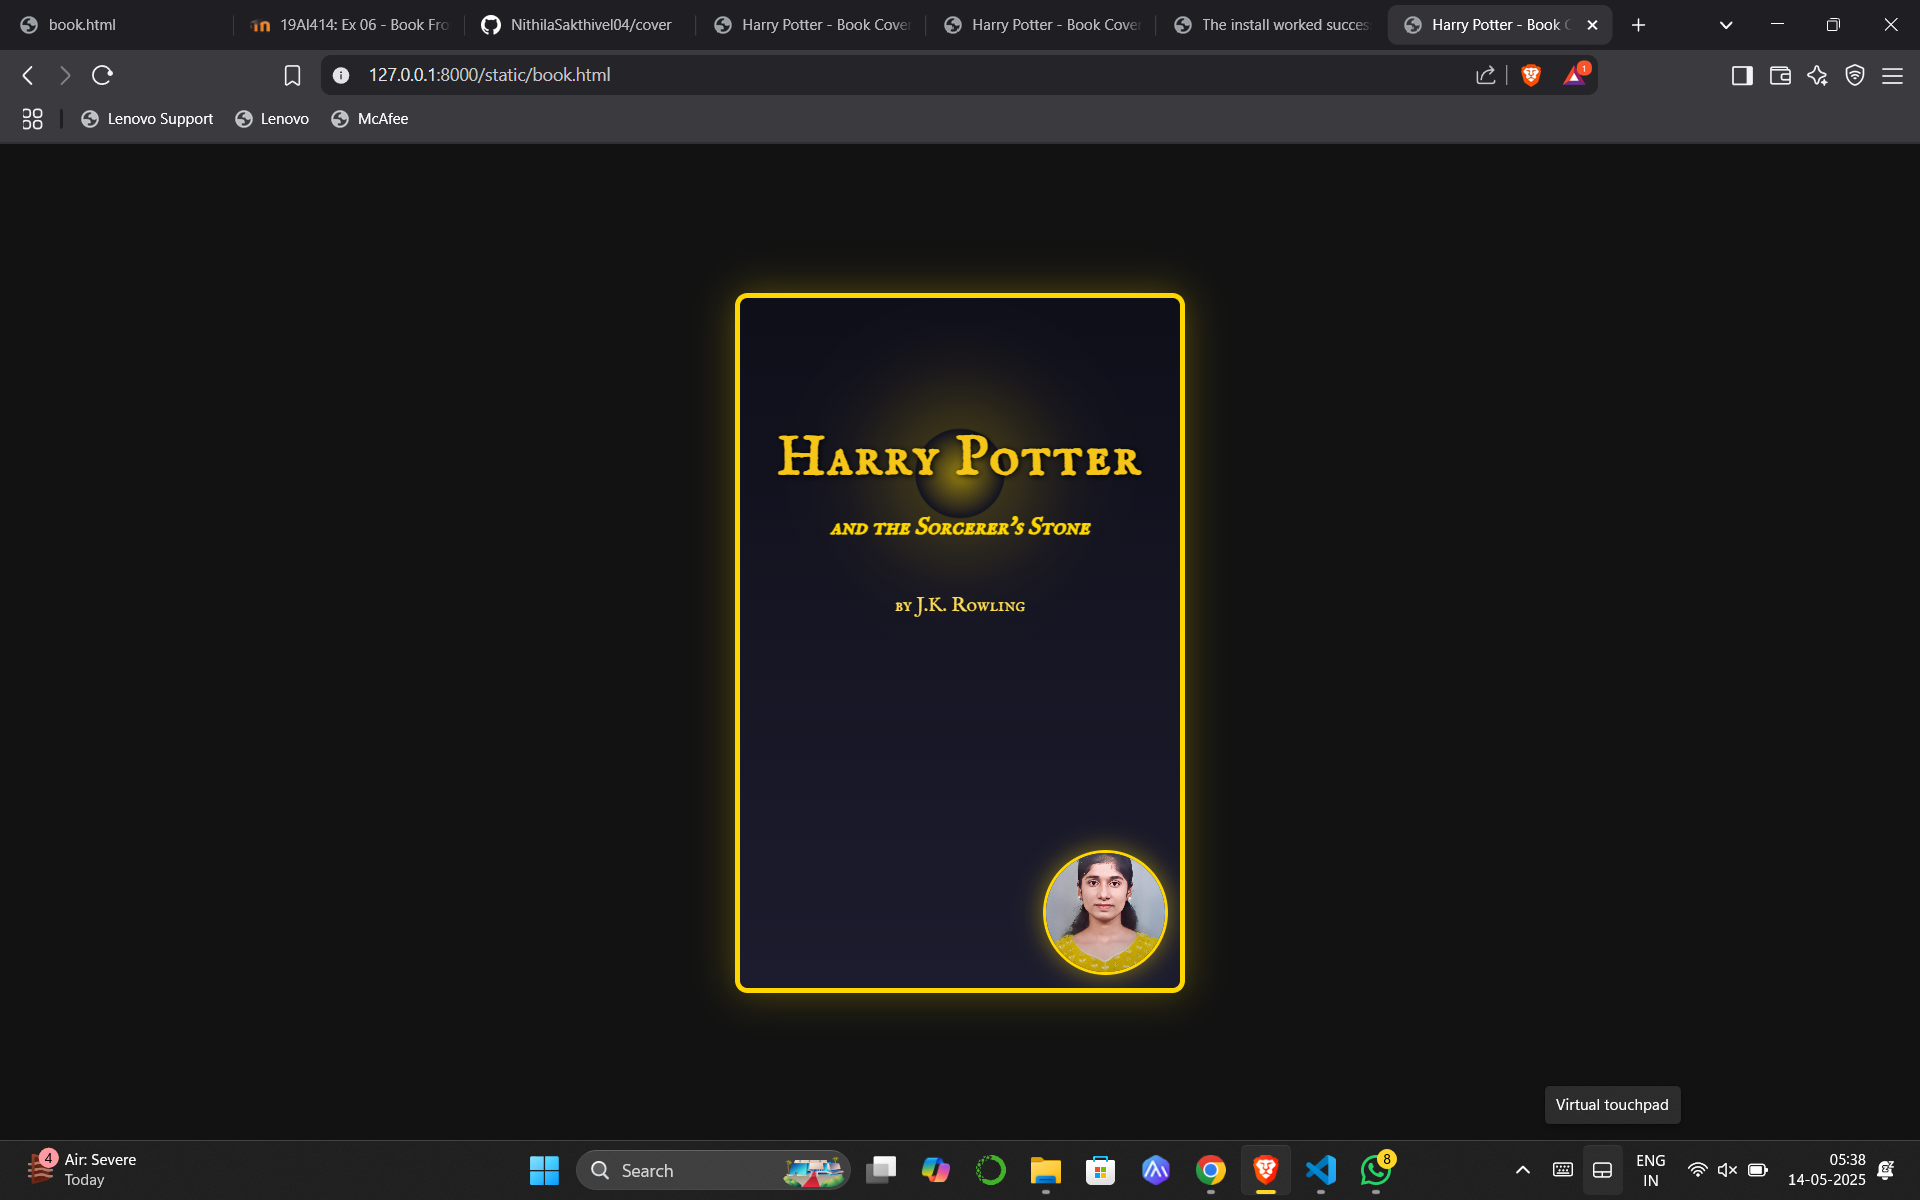 book.html
19AI414: Ex 06 - Book Fro
NithilaSakthivel04/cover
Harry Potter - Book Cover
Harry Potter - Book Cover
The install worked succes
Harry Potter - Book C
127.0.0.1:8000/static/book.html
1
Lenovo Support
Lenovo
McAfee
Harry Potter
and the Sorcerer's Stone
by J.K. Rowling
Virtual touchpad
4
Air: Severe
Today
Search
8
ENG
IN
05:38
14-05-2025